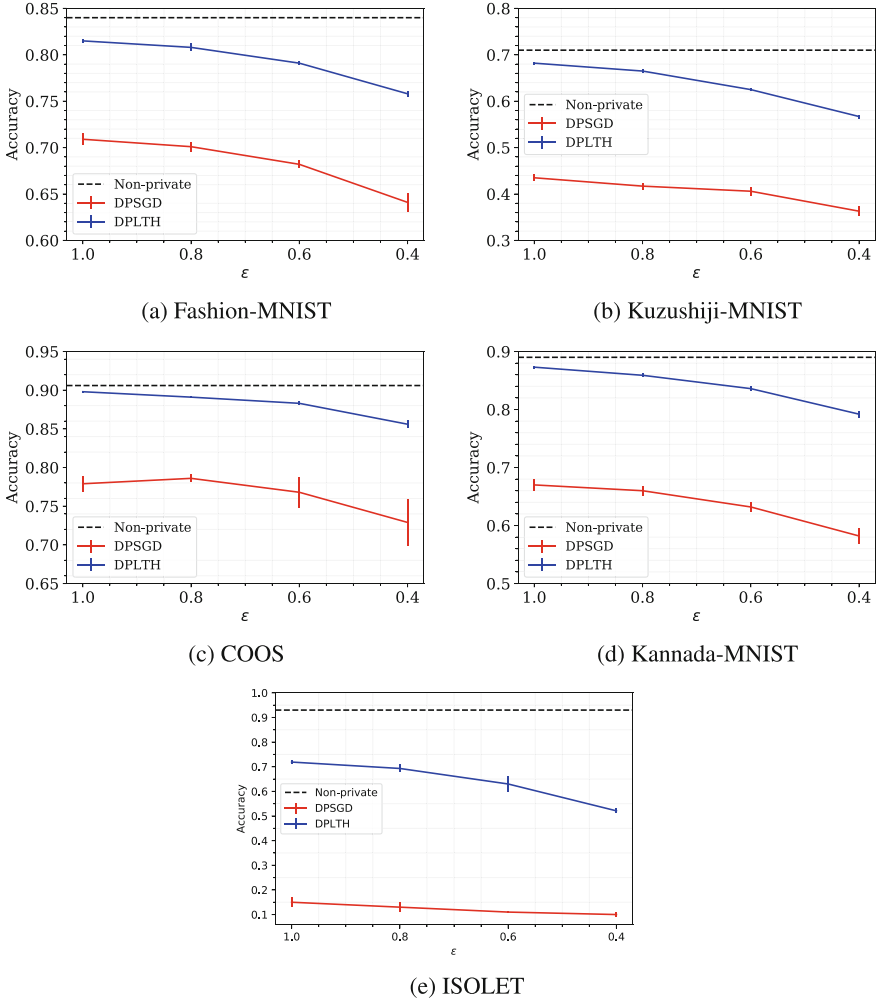 0.85
0.80
0.75
0.70
0.65
0.60
Accuracy
Non-private
DPSGD
DPLTH
1.0 0.8 0.6 0.4
ε
(a) Fashion-MNIST
0.8
0.7
0.6
0.5
0.4
0.3
Accuracy
Non-private
DPSGD
DPLTH
1.0 0.8 0.6 0.4
ε
(b) Kuzushiji-MNIST
0.95
0.90
0.85
0.80
0.75
0.70
0.65
Accuracy
Non-private
DPSGD
DPLTH
1.0 0.8 0.6 0.4
ε
(c) COOS
0.9
0.8
0.7
0.6
0.5
Accuracy
Non-private
DPSGD
DPLTH
1.0 0.8 0.6 0.4
ε
(d) Kannada-MNIST
1.0
0.9
0.8
0.7
0.6
0.5
0.4
0.3
0.2
0.1
Accuracy
Non-private
DPSGD
DPLTH
1.0 0.8 0.6 0.4
ε
(e) ISOLET